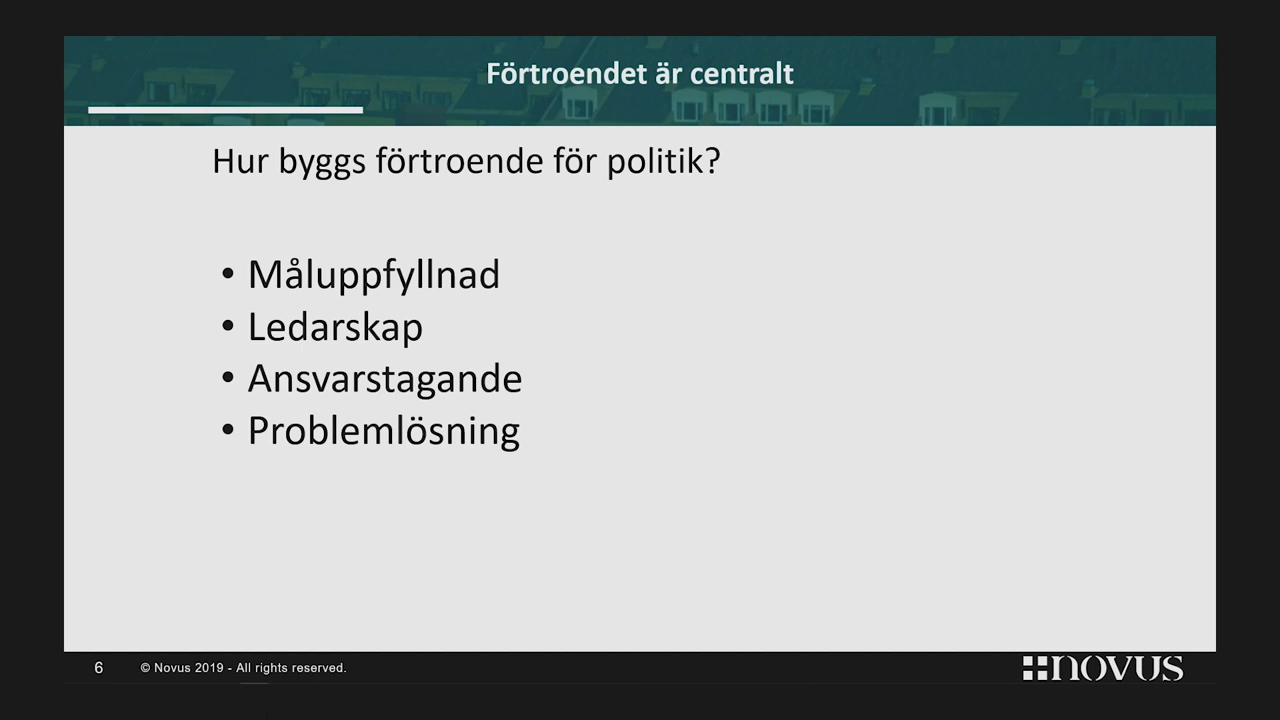 Förtroendet är centralt
Hur byggs förtroende för politik?
• Måluppfyllnad
• Ledarskap
• Ansvarstagande
• Problemlösning
6 © Novus 2019 - All rights reserved.
novus